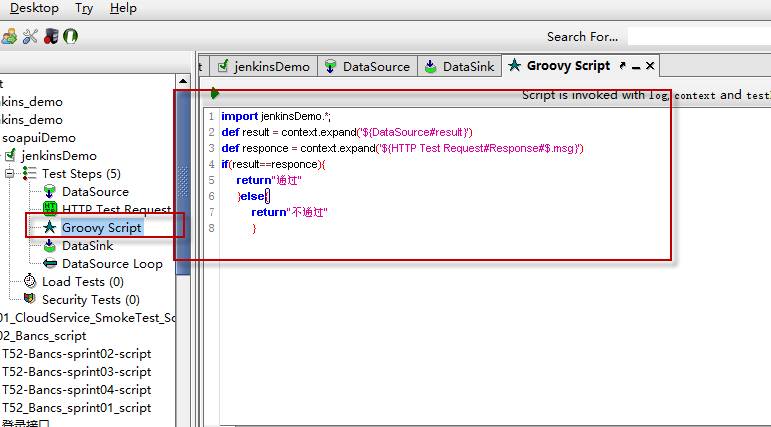 Desktop Try Help
Search For...
t jenkinsDemo DataSource DataSink Groovy Script
Script is invoked with log, context and test
t
nkins_demo
nkins_demo
soapuiDemo
jenkinsDemo
Test Steps (5)
DataSource
HTTP Test Request
Groovy Script
DataSink
DataSource Loop
Load Tests (0)
Security Tests (0)
01_CloudService_SmokeTest_Sc
02_Bancs_script
T52-Bancs-sprint02-script
T52-Bancs-sprint03-script
T52-Bancs-sprint04-script
T52_Bancs_sprint01_script
登录接口
1 import jenkinsDemo.*;
2 def result = context.expand('${DataSource#result}')
3 def responce = context.expand('${HTTP Test Request#Response#$.msg}')
4 if(result==responce){
5 return"通过"
6 }else{
7 return"不通过"
8 }